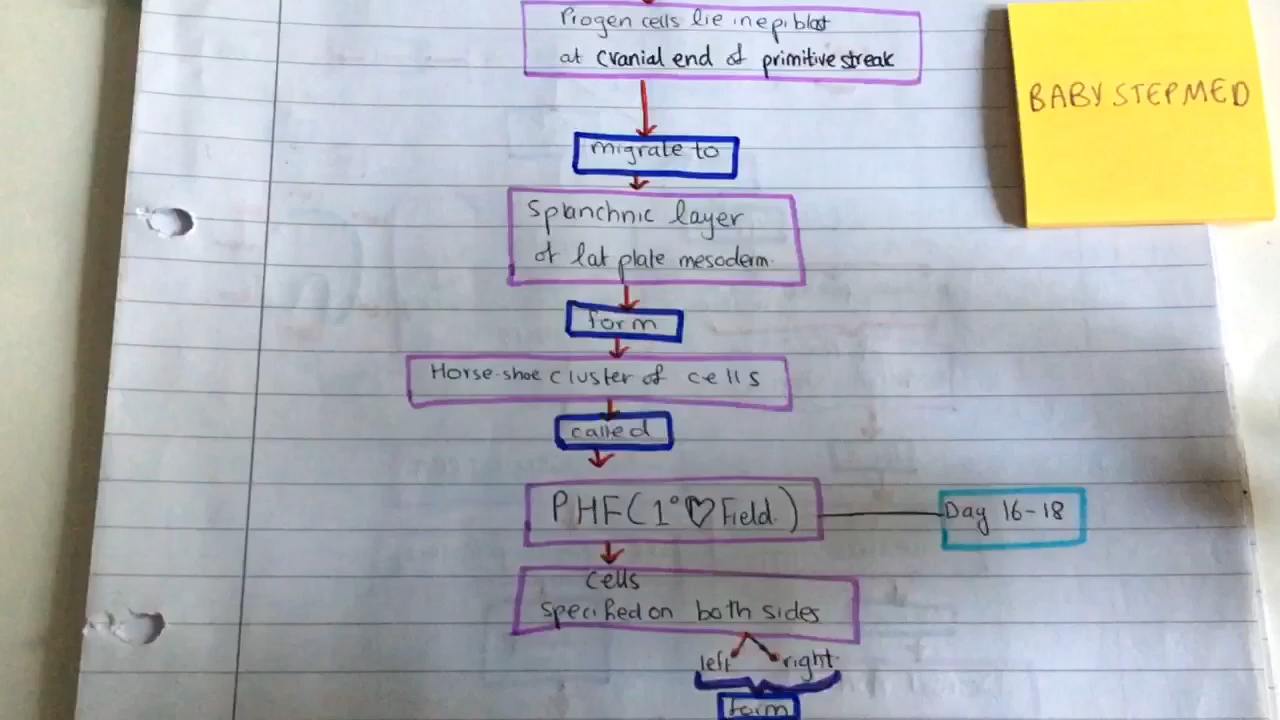 Progen cells lie in epiblast
at cranial end of primitive streak
BABY STEP MED
migrate to
Splanchnic layer
of lat plate mesoderm.
form
Horse-shoe cluster of cells
called
PHF (1° ♡ Field.)
Day 16-18
cells
specified on both sides
left right
form